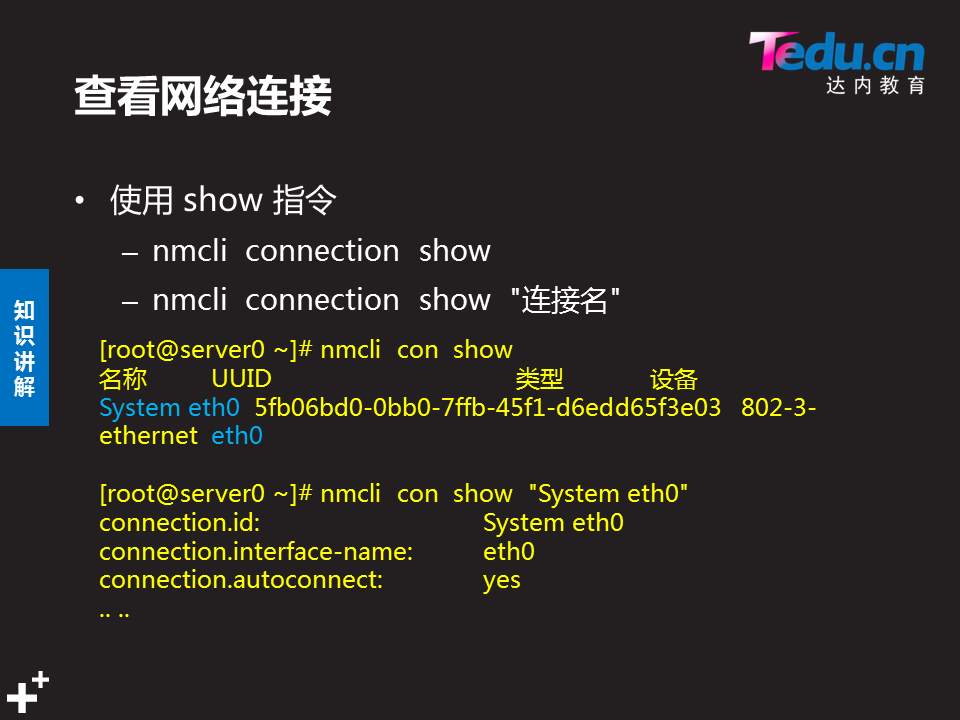 Tedu.cn
达内教育
查看网络连接
• 使用 show 指令
– nmcli connection show
– nmcli connection show "连接名"
知识讲解
[root@server0 ~]# nmcli con show
名称 UUID 类型 设备
System eth0 5fb06bd0-0bb0-7ffb-45f1-d6edd65f3e03 802-3-
ethernet eth0
[root@server0 ~]# nmcli con show "System eth0"
connection.id: System eth0
connection.interface-name: eth0
connection.autoconnect: yes
.. ..